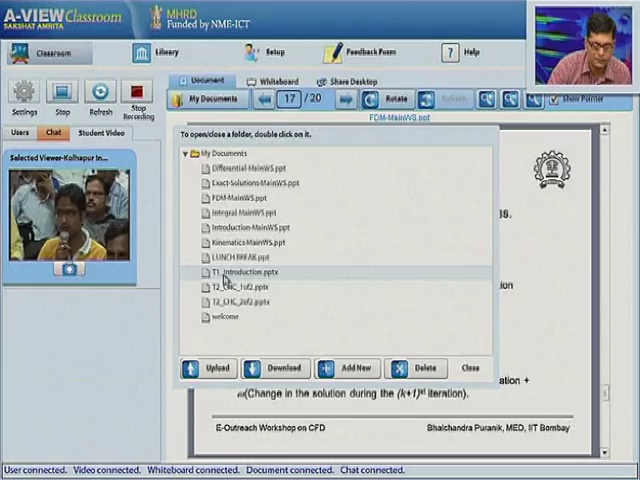 A-VIEW Classroom
SAKSHAT AMRITA
MHRD
Funded by NME-ICT
Classroom
Library
Setup
Feedback Form
? Help
Settings
Stop
Refresh
Stop
Recording
Document
Whiteboard
Share Desktop
My Documents
17 / 20
Rotate
Refresh
Show Pointer
Users
Chat
Student Video
FDM-MainWS.ppt
Selected Viewer-Kolhapur In...
To open/close a folder, double click on it.
My Documents
Differential-MainWS.ppt
Exact-Solutions-MainWS.ppt
FDM-MainWS.ppt
Integral-MainWS.ppt
Introduction-MainWS.ppt
Kinematics-MainWS.ppt
LUNCH BREAK.ppt
T1_Introduction.pptx
T2_CHC_1of2.pptx
T2_CHG_2of2.pptx
welcome
Upload
Download
Add New
Delete
Close
(Change in the solution during the (k+1)st iteration).
E-Outreach Workshop on CFD
Bhalchandra Puranik, MED, IIT Bombay
User connected. Video connected. Whiteboard connected. Document connected. Chat connected.